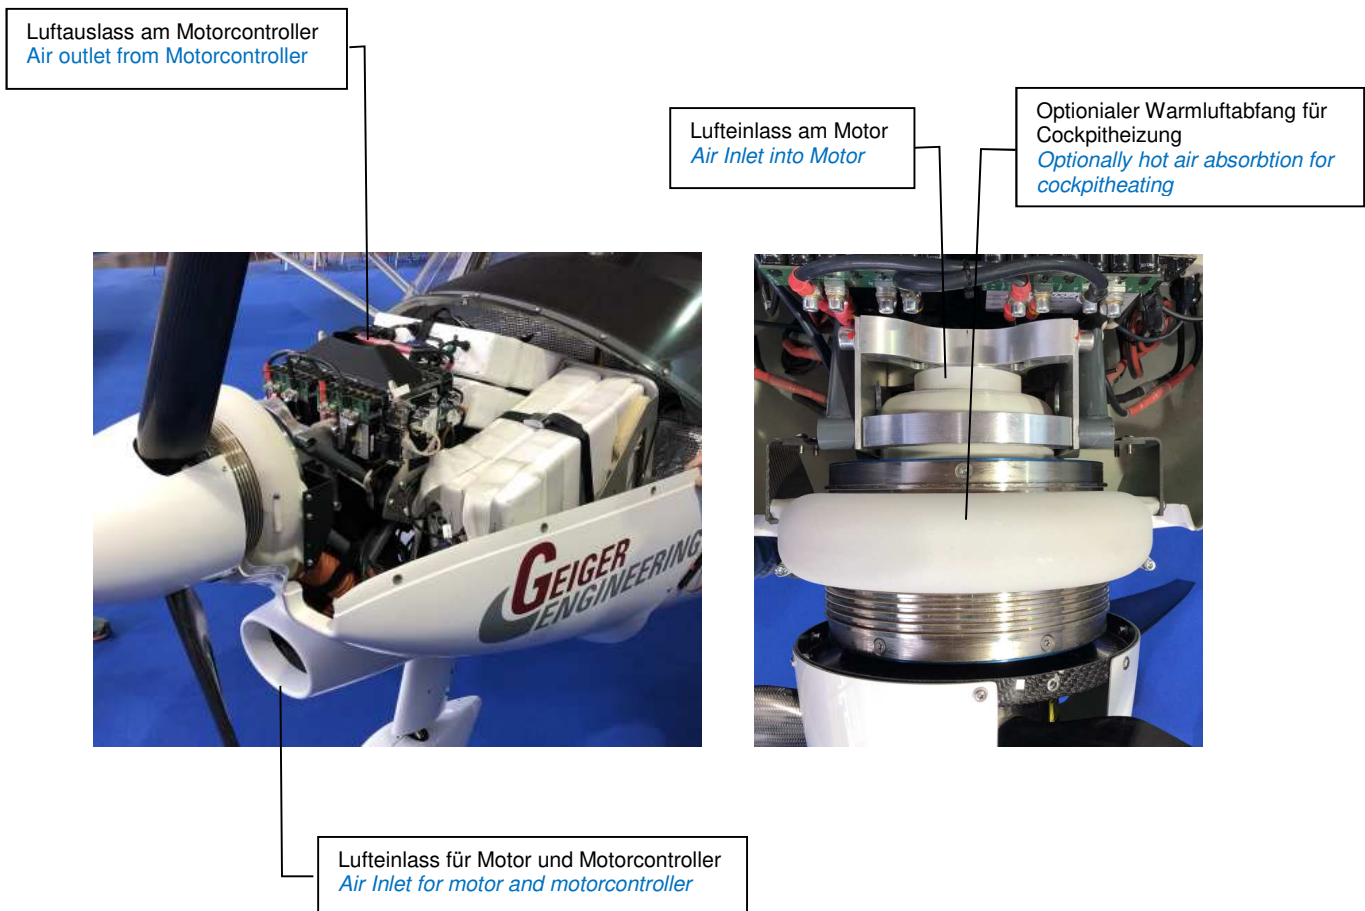 Luftauslass am Motorcontroller
Air outlet from Motorcontroller
Lufteinlass am Motor
Air Inlet into Motor
Optionialer Warmluftabfang für
Cockpitheizung
Optionally hot air absorbtion for
cockpitheating
GEIGER
ENGINEERING
Lufteinlass für Motor und Motorcontroller
Air Inlet for motor and motorcontroller